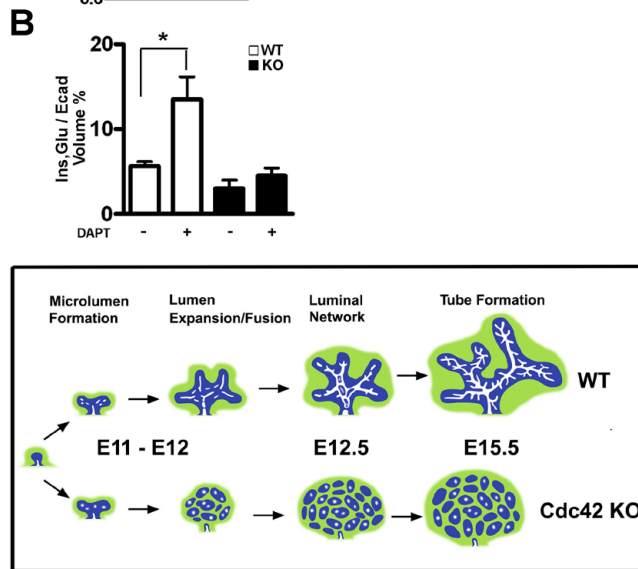 B
20
10
0
Ins,Glu / Ecad
Volume %
*
WT
KO
DAPT - + - +
Microlumen
Formation
Lumen
Expansion/Fusion
Luminal
Network
Tube Formation
WT
E11 - E12
E12.5
E15.5
Cdc42 KO